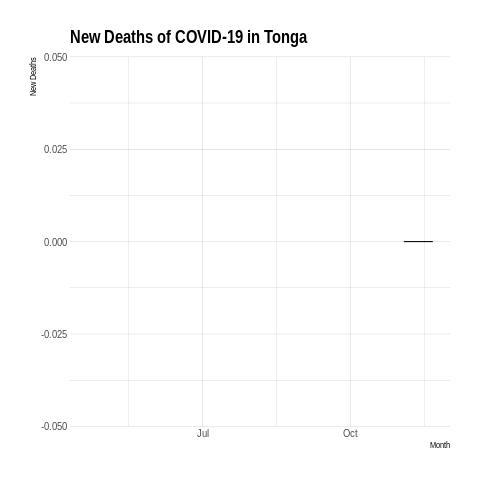 New Deaths of COVID-19 in Tonga
New Deaths
0.050
0.025
0.000
-0.025
-0.050
Jul
Oct
Month